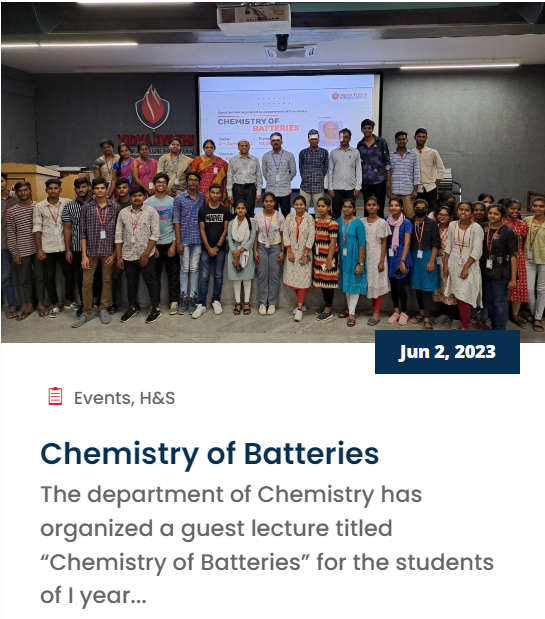 VIDYA JYOTHI
CHEMISTRY OF
BATTERIES
MARVEL
Jun 2, 2023
Events, H&S
Chemistry of Batteries
The department of Chemistry has
organized a guest lecture titled
“Chemistry of Batteries” for the students
of I year...